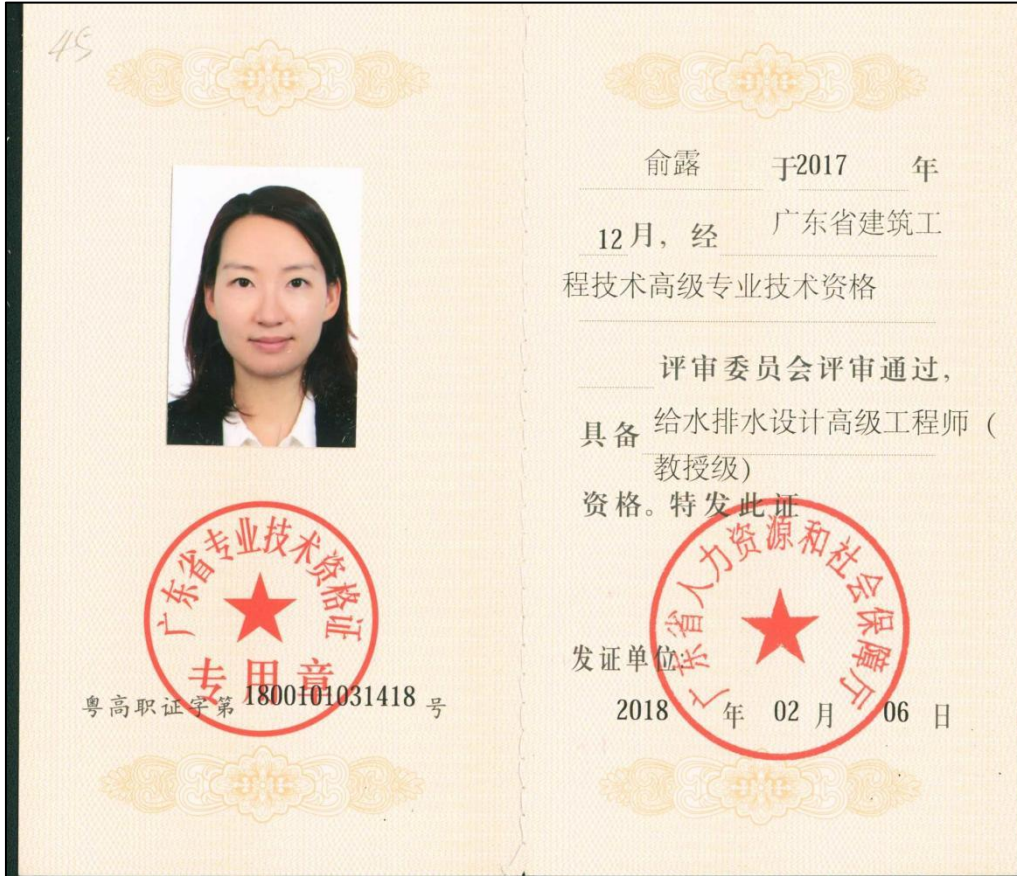 45
广东省专业技术资格证
专用章
粤高职证字第 1800101031418 号
俞露 于2017 年
12月，经 广东省建筑工
程技术高级专业技术资格
评审委员会评审通过，
具备 给水排水设计高级工程师（
教授级）
资格。特发此证
广东省人力资源和社会保障厅
发证单位：
2018 年 02 月 06 日